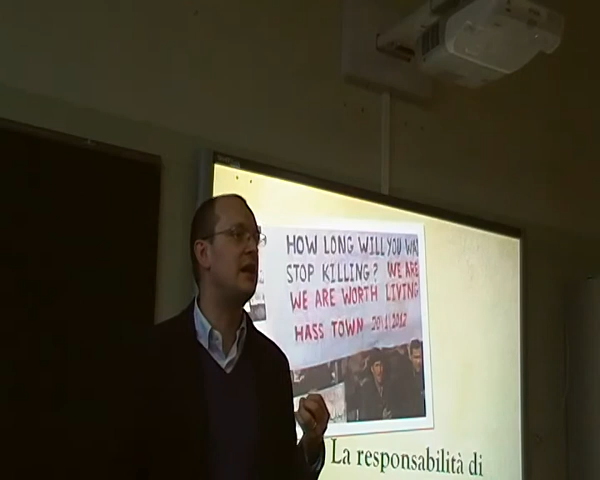 HOW LONG WILL YOU WA
STOP KILLING? WE ARE
WE ARE WORTH LIVING
HASS TOWN 20.1.2012
La responsabilità di